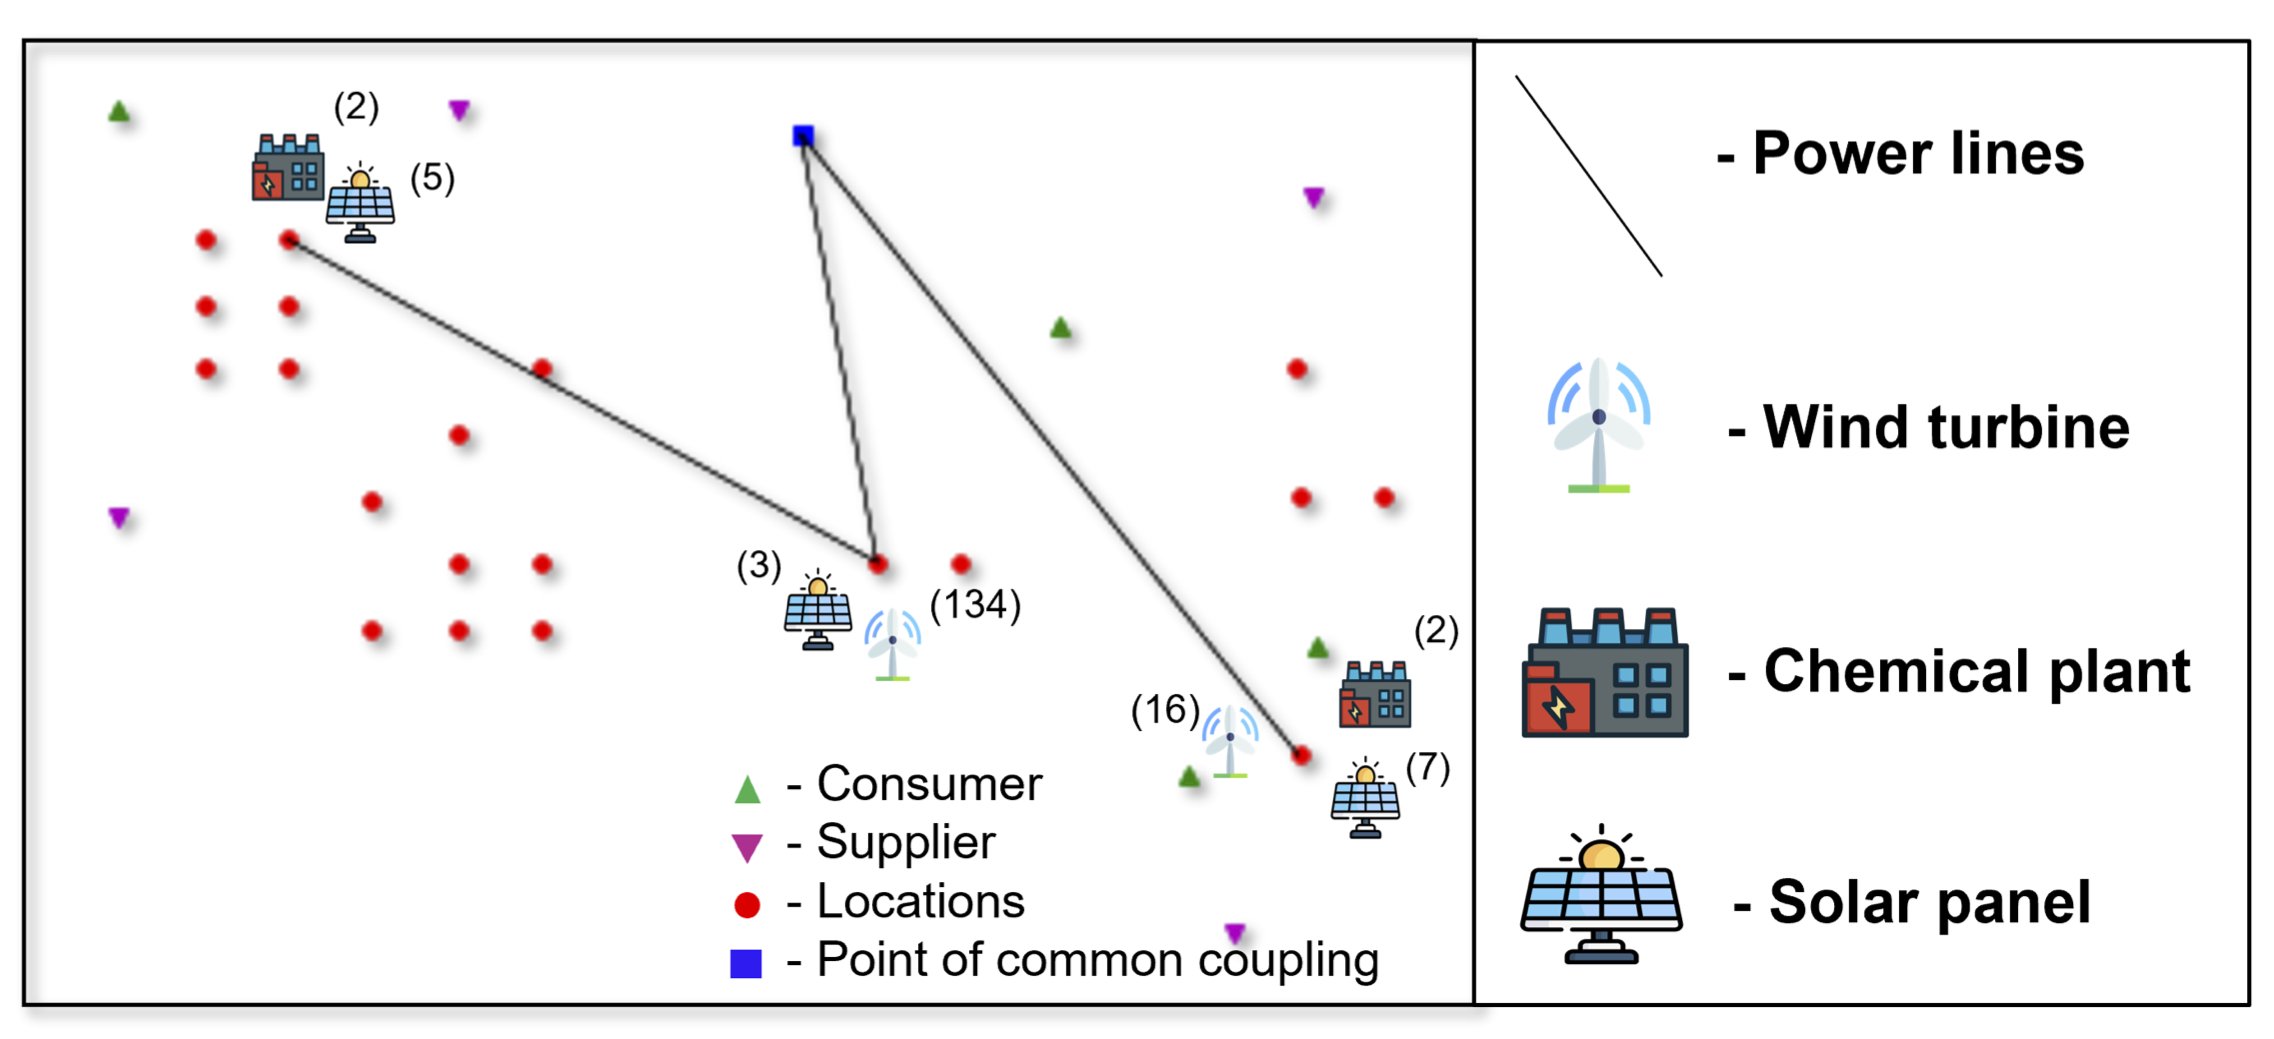 (2)
(5)
(3)
(134)
(2)
(16)
(7)
- Consumer
- Supplier
- Locations
- Point of common coupling
- Power lines
- Wind turbine
- Chemical plant
- Solar panel